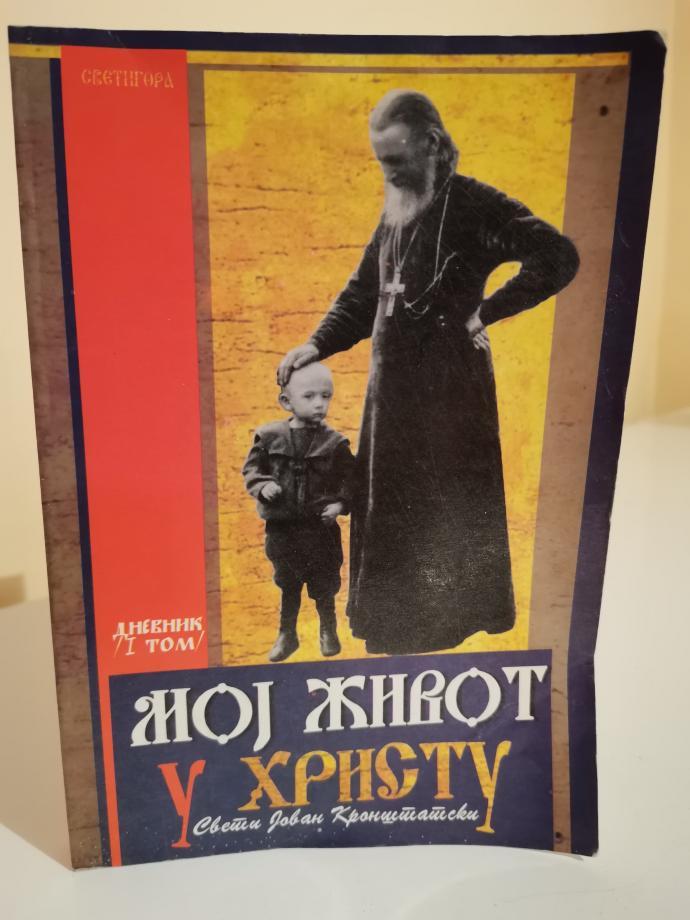 СВЕТИГОРА
ДНЕВНИК
/I ТОМ/
МОЈ ЖИВОТ
У ХРИСТУ
Свети Јован Кронштатски